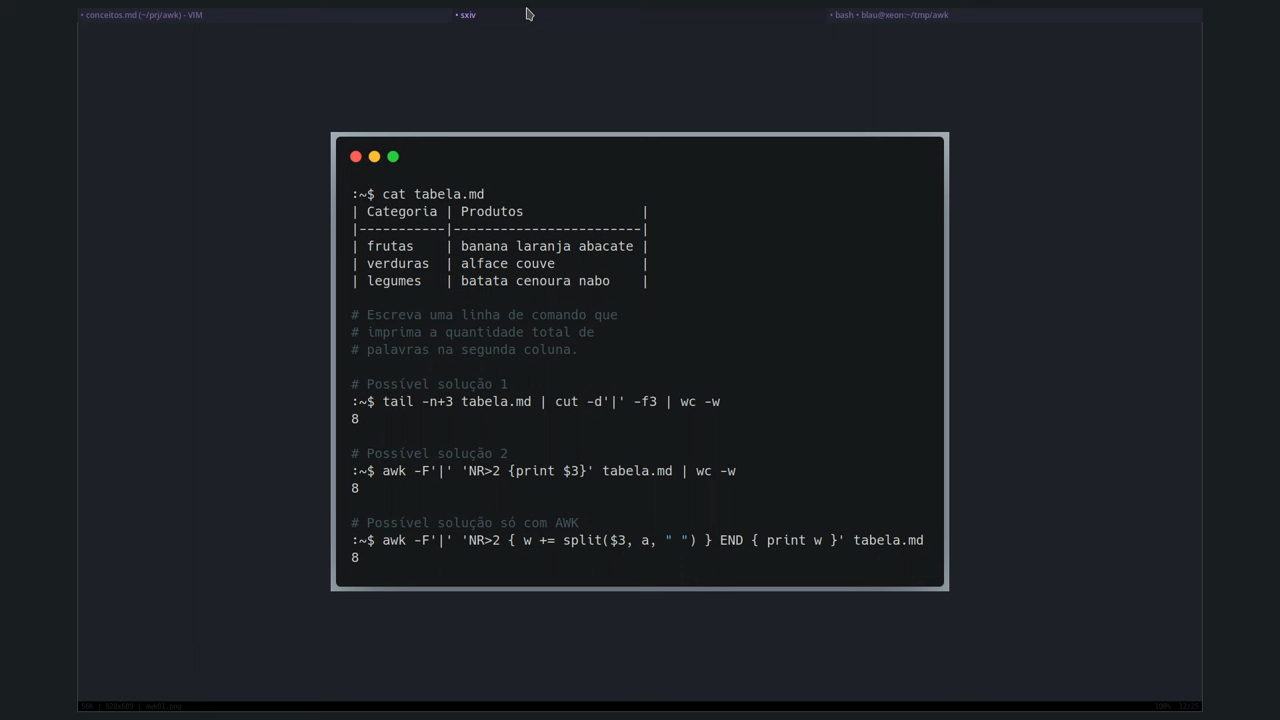 • conceitos.md (~/prj/awk) - VIM
• sxiv
• bash • blau@xeon:~/tmp/awk
:~$ cat tabela.md
| Categoria | Produtos               |
|-----------|------------------------|
| frutas    | banana laranja abacate |
| verduras  | alface couve           |
| legumes   | batata cenoura nabo    |
# Escreva uma linha de comando que
# imprima a quantidade total de
# palavras na segunda coluna.
# Possível solução 1
:~$ tail -n+3 tabela.md | cut -d'|' -f3 | wc -w
8
# Possível solução 2
:~$ awk -F'|' 'NR>2 {print $3}' tabela.md | wc -w
8
# Possível solução só com AWK
:~$ awk -F'|' 'NR>2 { w += split($3, a, " ") } END { print w }' tabela.md
8
100% 12/25